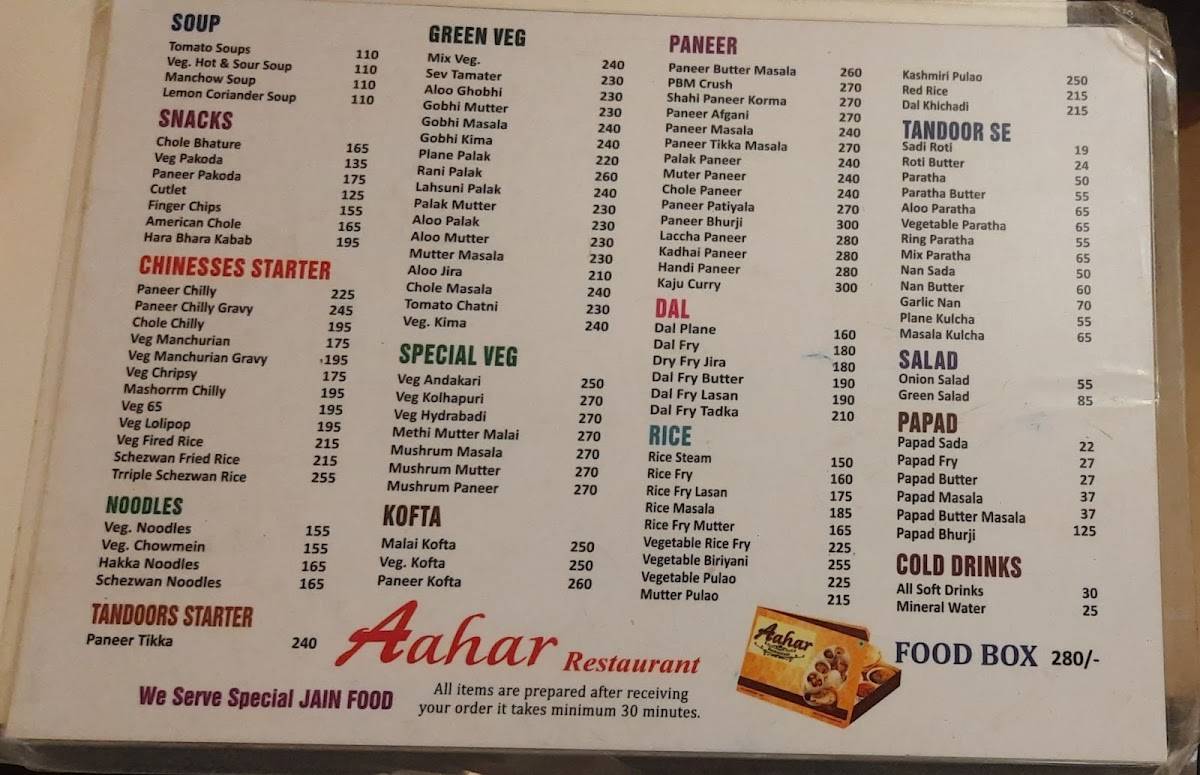 SOUP
Tomato Soups 110
Veg. Hot & Sour Soup 110
Manchow Soup 110
Lemon Coriander Soup 110
SNACKS
Chole Bhature 165
Veg Pakoda 135
Paneer Pakoda 175
Cutlet 125
Finger Chips 155
American Chole 165
Hara Bhara Kabab 195
CHINESSES STARTER
Paneer Chilly 225
Paneer Chilly Gravy 245
Chole Chilly 195
Veg Manchurian 175
Veg Manchurian Gravy 195
Veg Chripsy 175
Mashorrm Chilly 195
Veg 65 195
Veg Lolipop 195
Veg Fired Rice 215
Schezwan Fried Rice 215
Trriple Schezwan Rice 255
NOODLES
Veg. Noodles 155
Veg. Chowmein 155
Hakka Noodles 165
Schezwan Noodles 165
TANDOORS STARTER
Paneer Tikka 240
GREEN VEG
Mix Veg. 240
Sev Tamater 230
Aloo Ghobhi 230
Gobhi Mutter 230
Gobhi Masala 240
Gobhi Kima 240
Plane Palak 220
Rani Palak 260
Lahsuni Palak 240
Palak Mutter 230
Aloo Palak 230
Aloo Mutter 230
Mutter Masala 230
Aloo Jira 210
Chole Masala 240
Tomato Chatni 230
Veg. Kima 240
SPECIAL VEG
Veg Andakari 250
Veg Kolhapuri 270
Veg Hydrabadi 270
Methi Mutter Malai 270
Mushrum Masala 270
Mushrum Mutter 270
Mushrum Paneer 270
KOFTA
Malai Kofta 250
Veg. Kofta 250
Paneer Kofta 260
PANEER
Paneer Butter Masala 260
PBM Crush 270
Shahi Paneer Korma 270
Paneer Afgani 270
Paneer Masala 240
Paneer Tikka Masala 270
Palak Paneer 240
Muter Paneer 240
Chole Paneer 240
Paneer Patiyala 270
Paneer Bhurji 300
Laccha Paneer 280
Kadhai Paneer 280
Handi Paneer 280
Kaju Curry 300
DAL
Dal Plane 160
Dal Fry 180
Dry Fry Jira 180
Dal Fry Butter 190
Dal Fry Lasan 190
Dal Fry Tadka 210
RICE
Rice Steam 150
Rice Fry 160
Rice Fry Lasan 175
Rice Masala 185
Rice Fry Mutter 165
Vegetable Rice Fry 225
Vegetable Biriyani 255
Vegetable Pulao 225
Mutter Pulao 215
Kashmiri Pulao 250
Red Rice 215
Dal Khichadi 215
TANDOOR SE
Sadi Roti 19
Roti Butter 24
Paratha 50
Paratha Butter 55
Aloo Paratha 65
Vegetable Paratha 65
Ring Paratha 55
Mix Paratha 65
Nan Sada 50
Nan Butter 60
Garlic Nan 70
Plane Kulcha 55
Masala Kulcha 65
SALAD
Onion Salad 55
Green Salad 85
PAPAD
Papad Sada 22
Papad Fry 27
Papad Butter 27
Papad Masala 37
Papad Butter Masala 37
Papad Bhurji 125
COLD DRINKS
All Soft Drinks 30
Mineral Water 25
Aahar Restaurant
Aahar
FOOD BOX 280/-
We Serve Special JAIN FOOD
All items are prepared after receiving
your order it takes minimum 30 minutes.